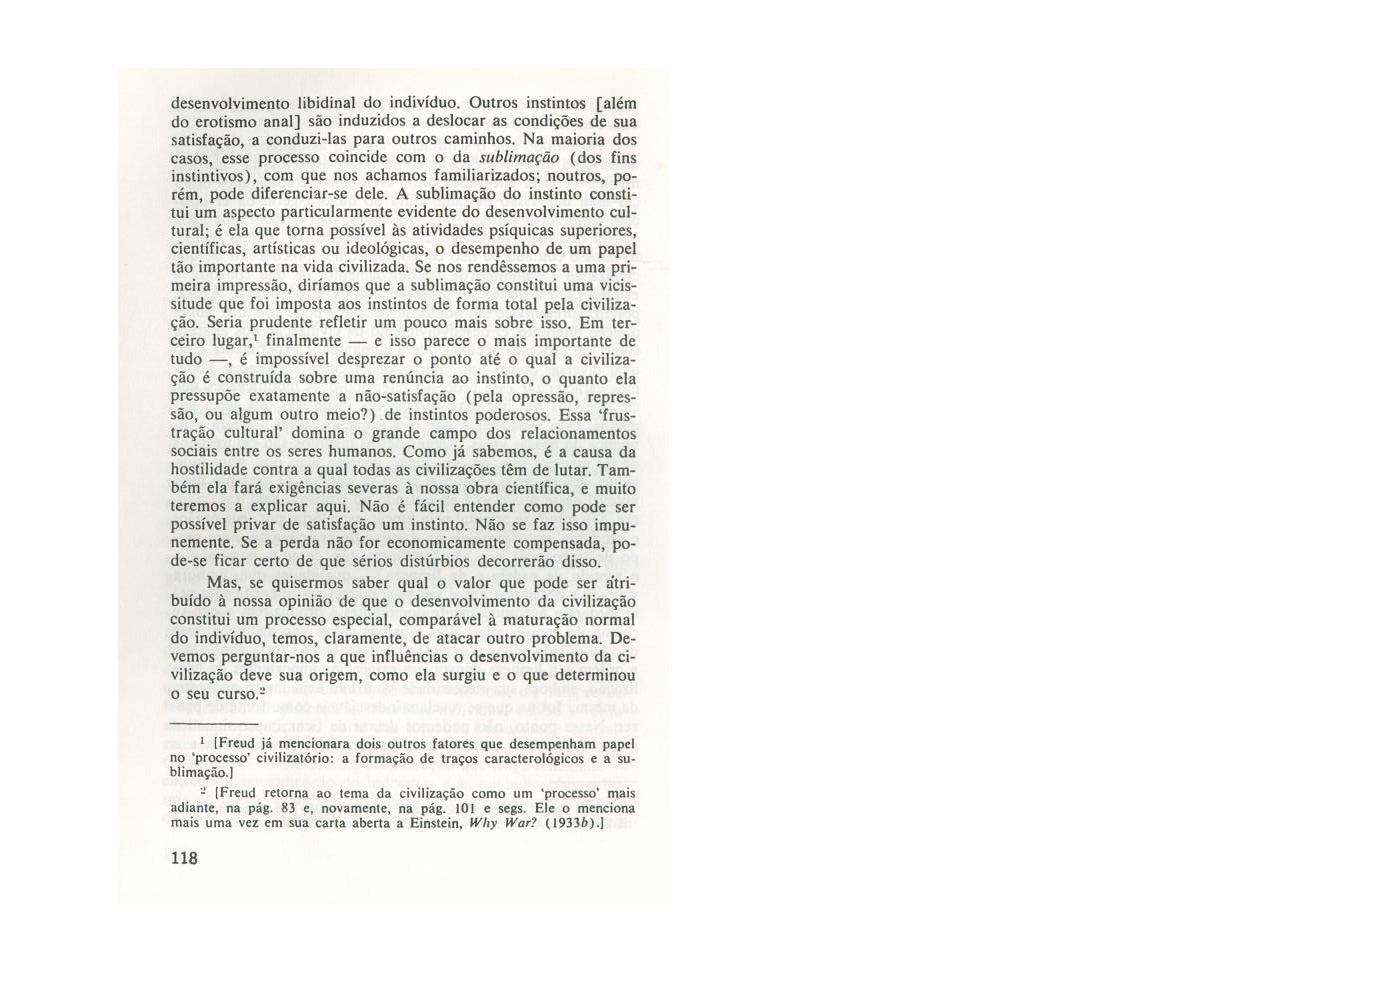 desenvolvimento libidinal do indivíduo. Outros instintos [além
do erotismo anal] são induzidos a deslocar as condições de sua
satisfação, a conduzi-las para outros caminhos. Na maioria dos
casos, esse processo coincide com o da sublimação (dos fins
instintivos), com que nos achamos familiarizados; noutros, po-
rém, pode diferenciar-se dele. A sublimação do instinto consti-
tui um aspecto particularmente evidente do desenvolvimento cul-
tural; é ela que torna possível às atividades psíquicas superiores,
científicas, artísticas ou ideológicas, o desempenho de um papel
tão importante na vida civilizada. Se nos rendêssemos a uma pri-
meira impressão, diríamos que a sublimação constitui uma vicis-
situde que foi imposta aos instintos de forma total pela civiliza-
ção. Seria prudente refletir um pouco mais sobre isso. Em ter-
ceiro lugar,¹ finalmente — e isso parece o mais importante de
tudo —, é impossível desprezar o ponto até o qual a civiliza-
ção é construída sobre uma renúncia ao instinto, o quanto ela
pressupõe exatamente a não-satisfação (pela opressão, repres-
são, ou algum outro meio?) de instintos poderosos. Essa ‘frus-
tração cultural’ domina o grande campo dos relacionamentos
sociais entre os seres humanos. Como já sabemos, é a causa da
hostilidade contra a qual todas as civilizações têm de lutar. Tam-
bém ela fará exigências severas à nossa obra científica, e muito
teremos a explicar aqui. Não é fácil entender como pode ser
possível privar de satisfação um instinto. Não se faz isso impu-
nemente. Se a perda não for economicamente compensada, po-
de-se ficar certo de que sérios distúrbios decorrerão disso.
Mas, se quisermos saber qual o valor que pode ser atri-
buído à nossa opinião de que o desenvolvimento da civilização
constitui um processo especial, comparável à maturação normal
do indivíduo, temos, claramente, de atacar outro problema. De-
vemos perguntar-nos a que influências o desenvolvimento da ci-
vilização deve sua origem, como ela surgiu e o que determinou
o seu curso.²
¹ [Freud já mencionara dois outros fatores que desempenham papel
no ‘processo’ civilizatório: a formação de traços caracterológicos e a su-
blimação.]
² [Freud retorna ao tema da civilização como um ‘processo’ mais
adiante, na pág. 83 e, novamente, na pág. 101 e segs. Ele o menciona
mais uma vez em sua carta aberta a Einstein, Why War? (1933b).]
118